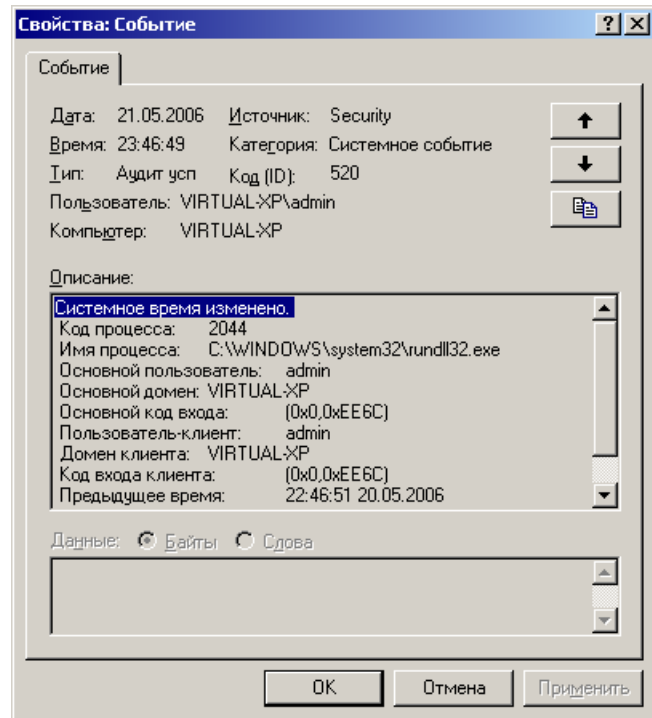 Свойства: Событие
Событие
Дата: 21.05.2006 Источник: Security
Время: 23:46:49 Категория: Системное событие
Тип: Аудит усп Код (ID): 520
Пользователь: VIRTUAL-XP\admin
Компьютер: VIRTUAL-XP
Описание:
Системное время изменено.
Код процесса: 2044
Имя процесса: C:\WINDOWS\system32\rundll32.exe
Основной пользователь: admin
Основной домен: VIRTUAL-XP
Основной код входа: (0x0,0xEE6C)
Пользователь-клиент: admin
Домен клиента: VIRTUAL-XP
Код входа клиента: (0x0,0xEE6C)
Предыдущее время: 22:46:51 20.05.2006
Данные: Байты Слова
ОК Отмена Применить